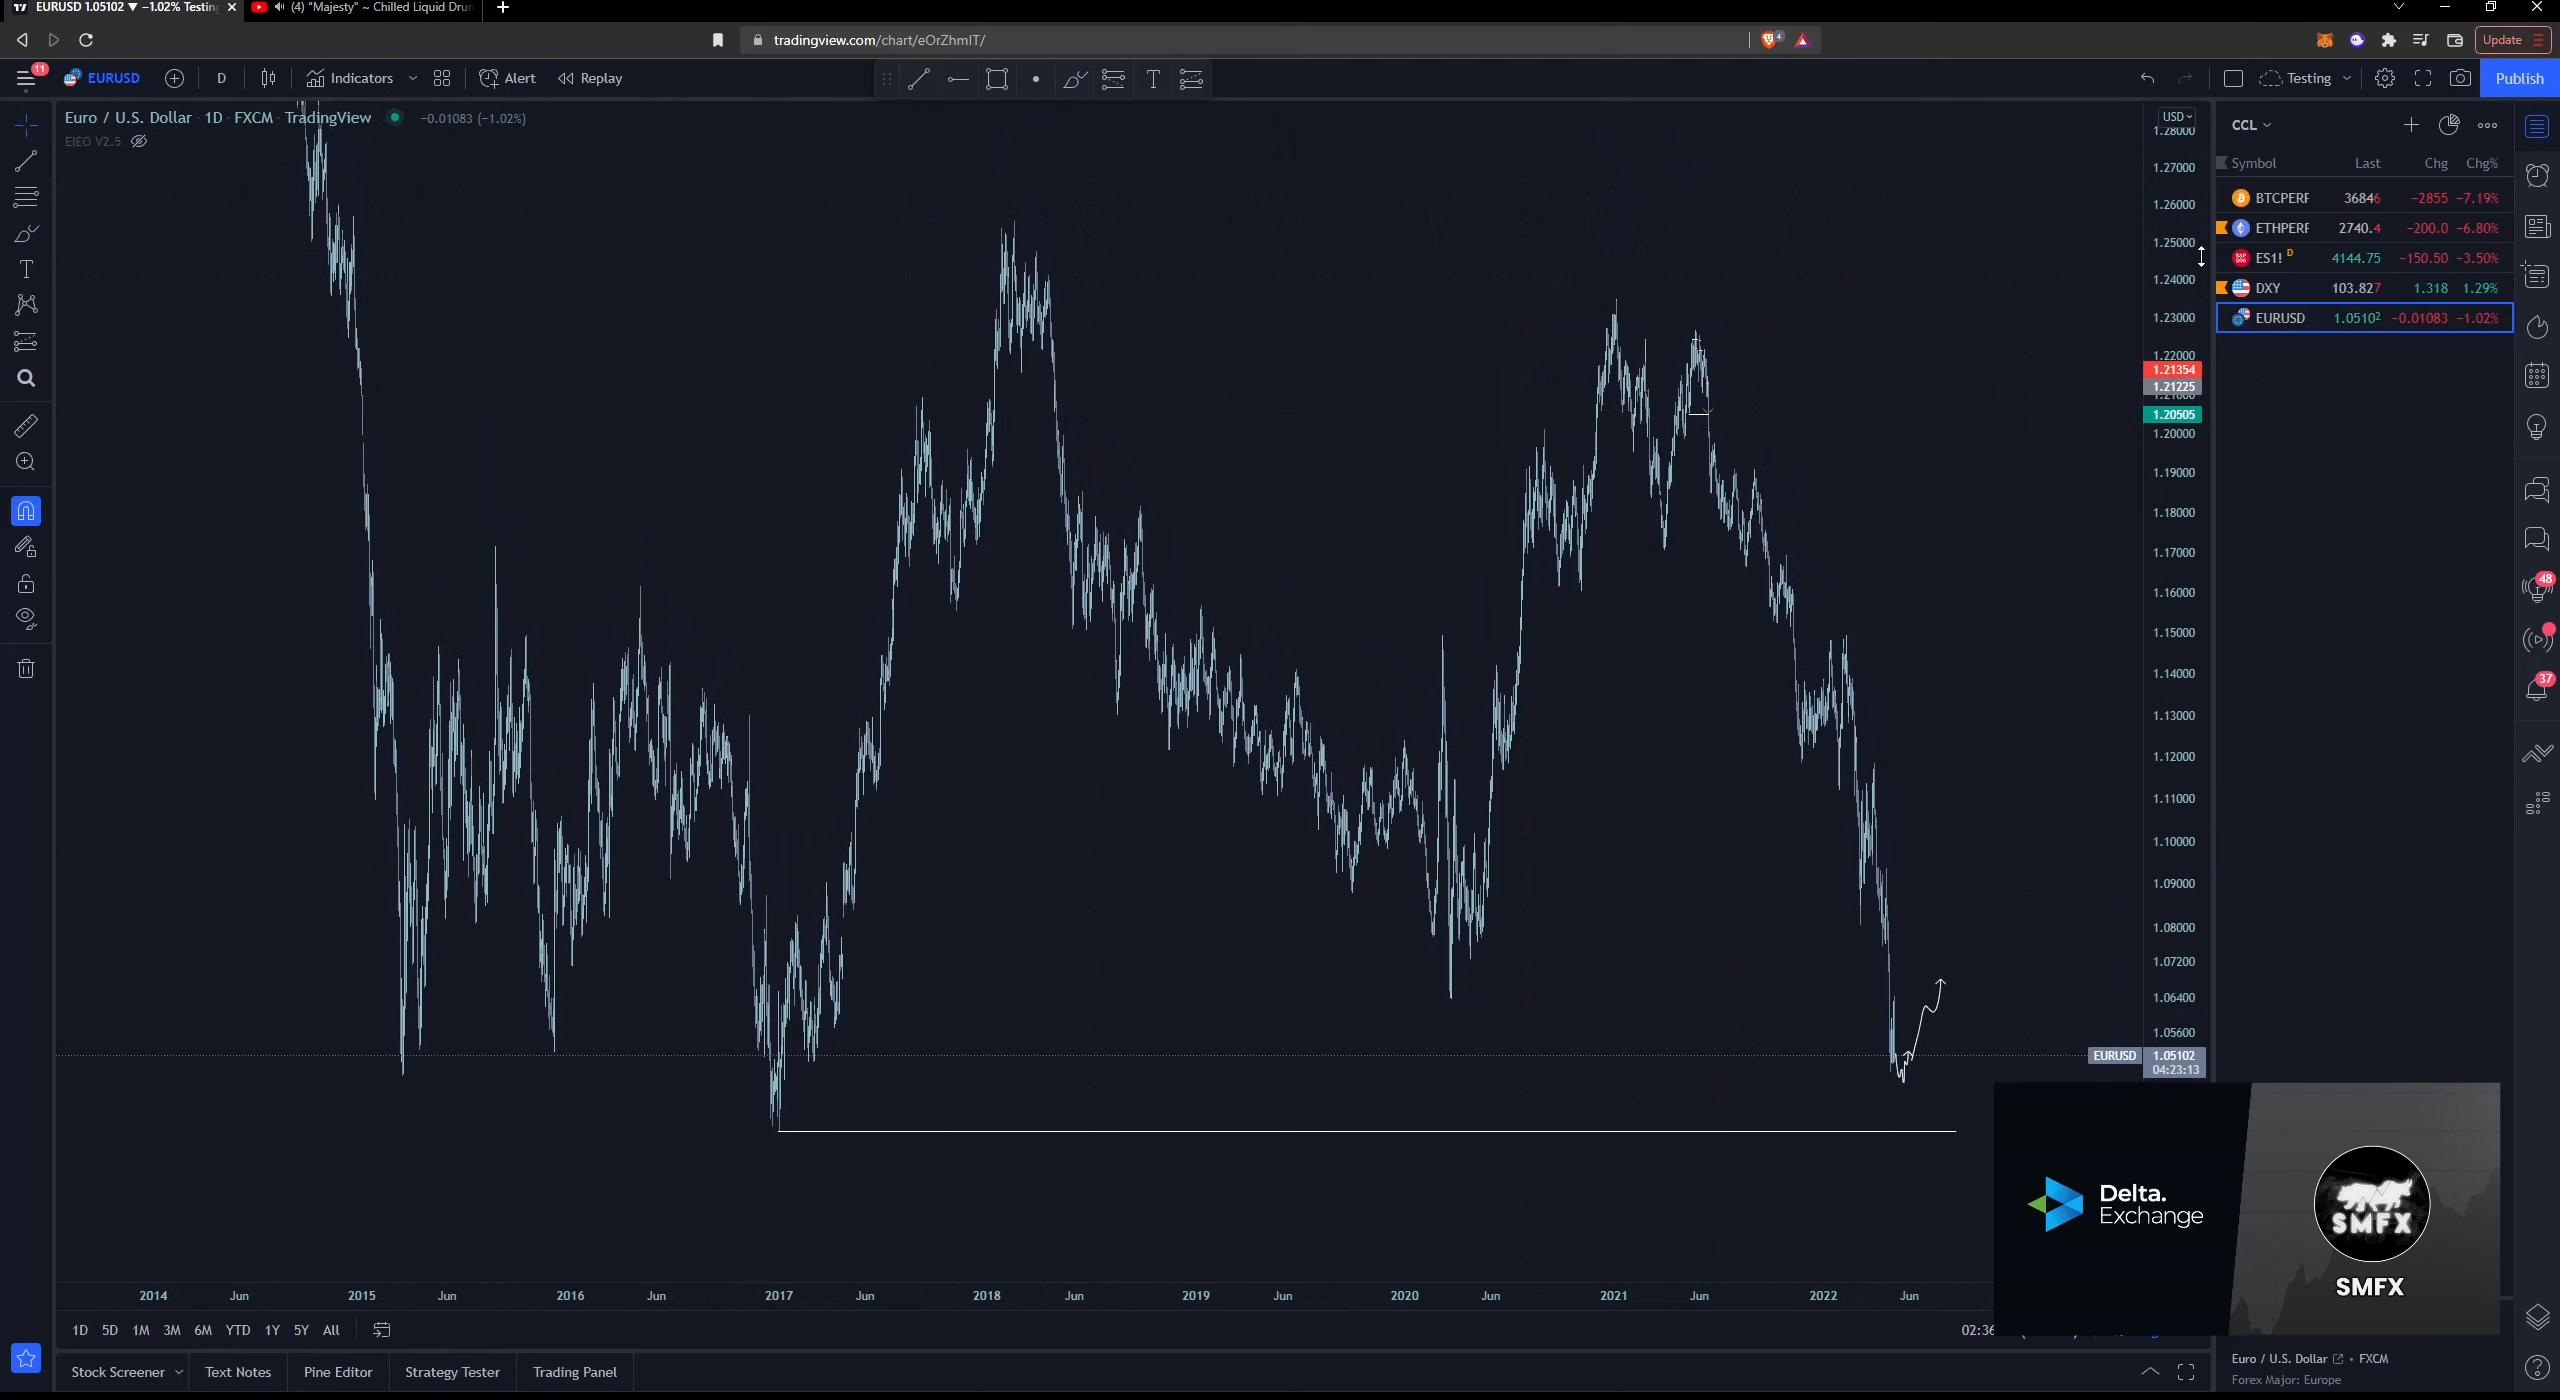 EURUSD 1.05102 ▼ −1.02% Testing
(4) "Majesty" ~ Chilled Liquid Dru
tradingview.com/chart/eOrZhmIT/
4
Update
11
EURUSD
D
Indicators
Alert
Replay
T
Testing
Publish
Euro / U.S. Dollar · 1D · FXCM · TradingView
−0.01083 (−1.02%)
EIEO V2.5
USD
1.28000
1.27000
1.26000
1.25000
1.24000
1.23000
1.22000
1.21354
1.21225
1.20505
1.20000
1.19000
1.18000
1.17000
1.16000
1.15000
1.14000
1.13000
1.12000
1.11000
1.10000
1.09000
1.08000
1.07200
1.06400
1.05600
EURUSD 1.05102
04:23:13
CCL
Symbol Last Chg Chg%
BTCPERF 36846 −2855 −7.19%
ETHPERF 2740.4 −200.0 −6.80%
ES1! D 4144.75 −150.50 −3.50%
DXY 103.827 1.318 1.29%
EURUSD 1.05102 −0.01083 −1.02%
48
37
Delta.
Exchange
SMFX
SMFX
2014 Jun 2015 Jun 2016 Jun 2017 Jun 2018 Jun 2019 Jun 2020 Jun 2021 Jun 2022 Jun
1D 5D 1M 3M 6M YTD 1Y 5Y All
02:36
Stock Screener Text Notes Pine Editor Strategy Tester Trading Panel
Euro / U.S. Dollar · FXCM
Forex Major: Europe